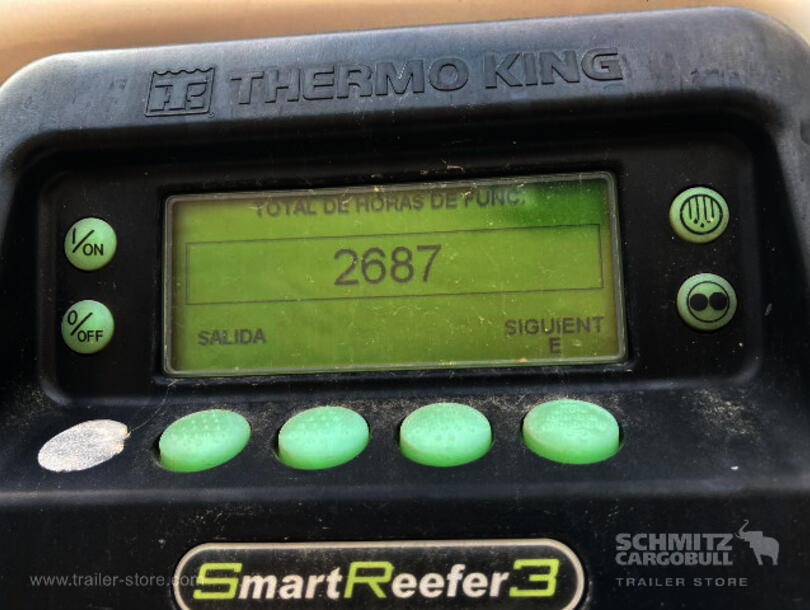 THERMO KING
TOTAL DE HORAS DE FUNC.
I/ON
2687
O/OFF
SALIDA
SIGUIENT
E
SCHMITZ
CARGOBULL
TRAILER STORE
www.trailer-store.com
SmartReefer3